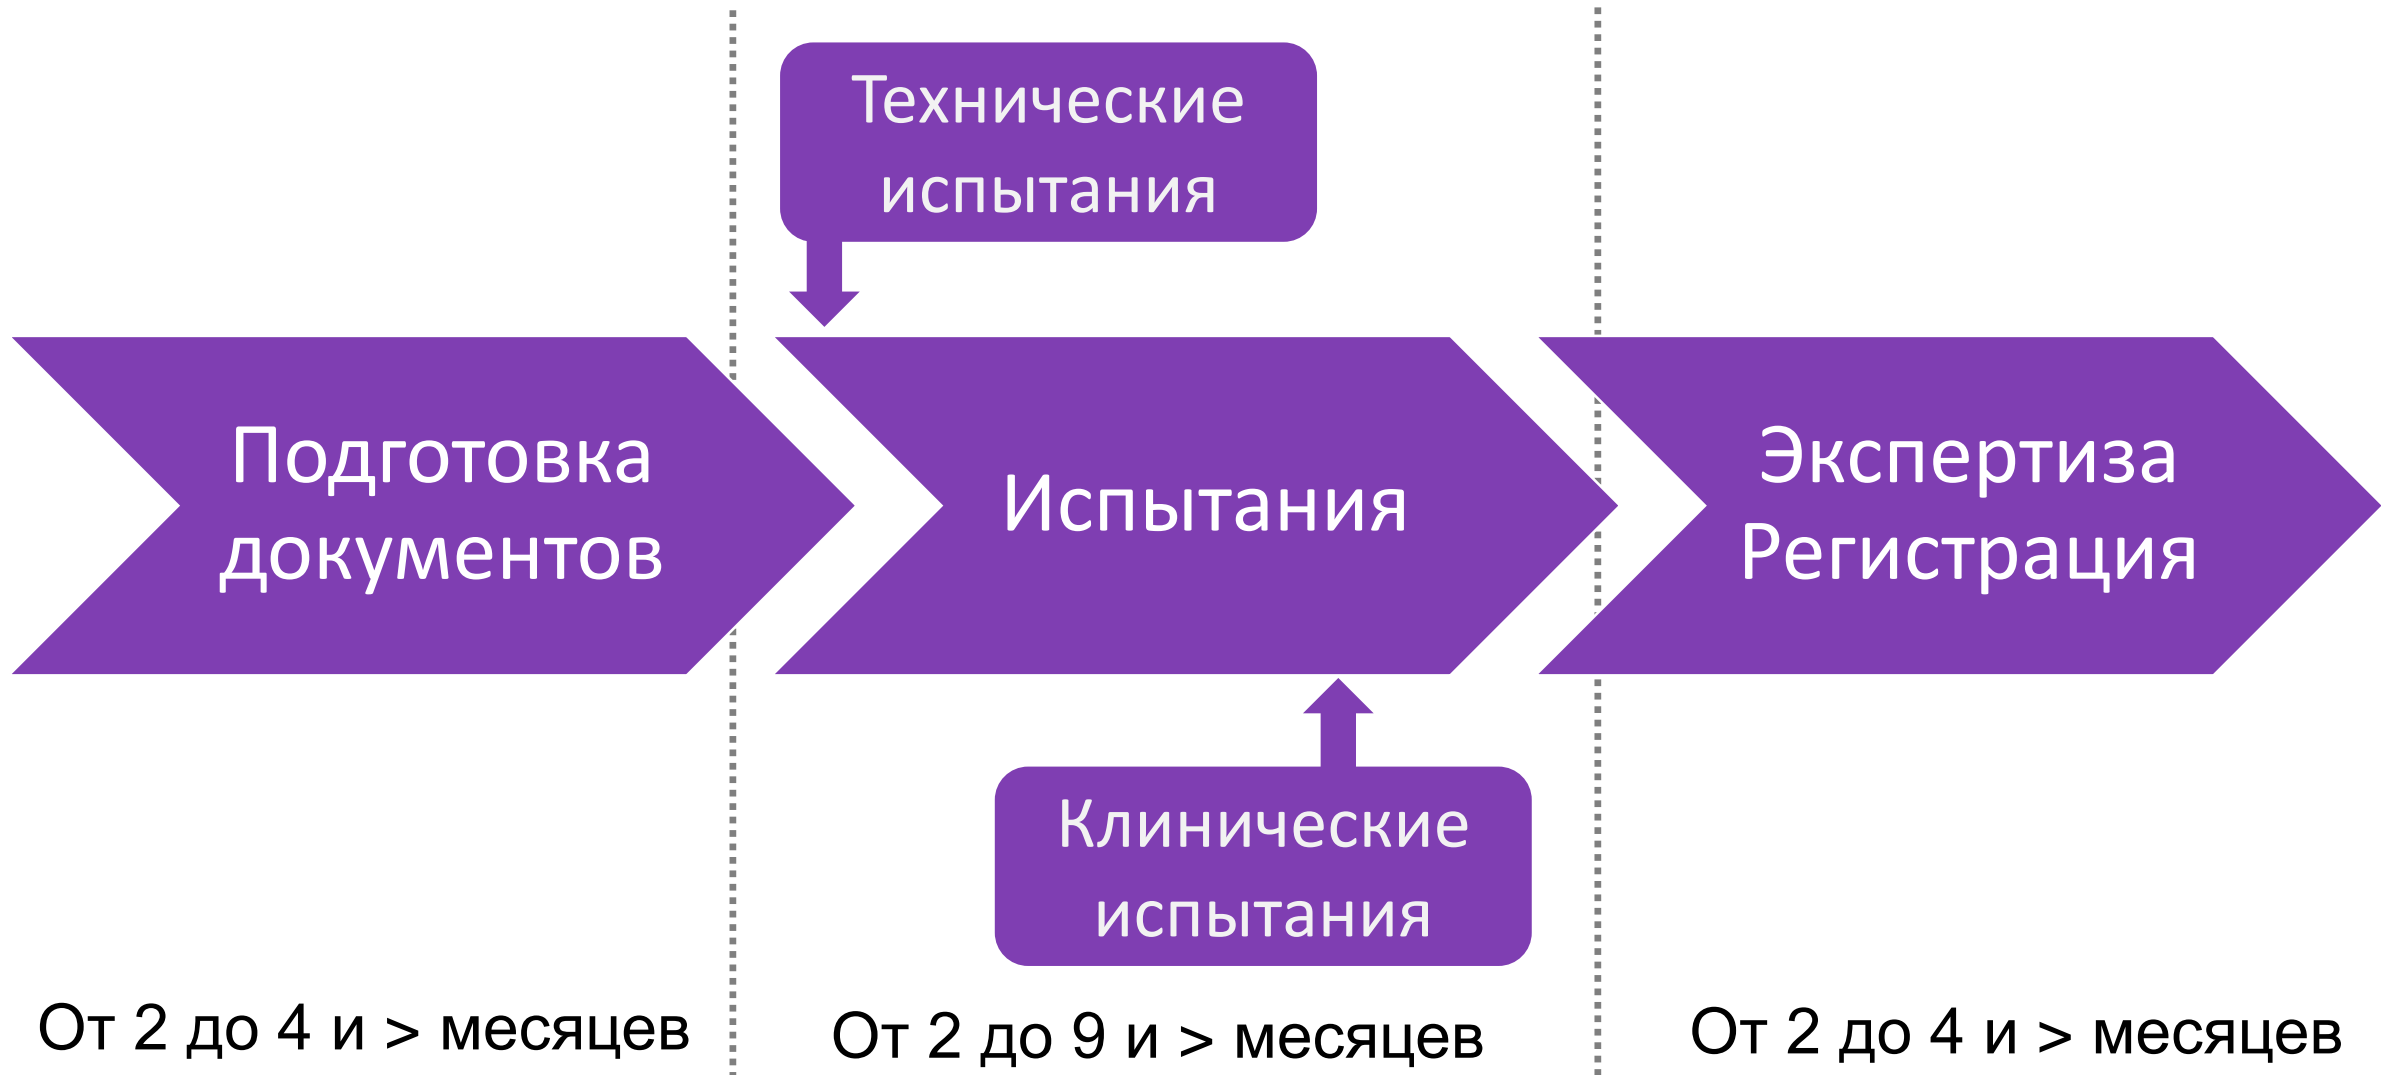 Технические
испытания
Подготовка
документов
Испытания
Экспертиза
Регистрация
Клинические
испытания
От 2 до 4 и > месяцев
От 2 до 9 и > месяцев
От 2 до 4 и > месяцев